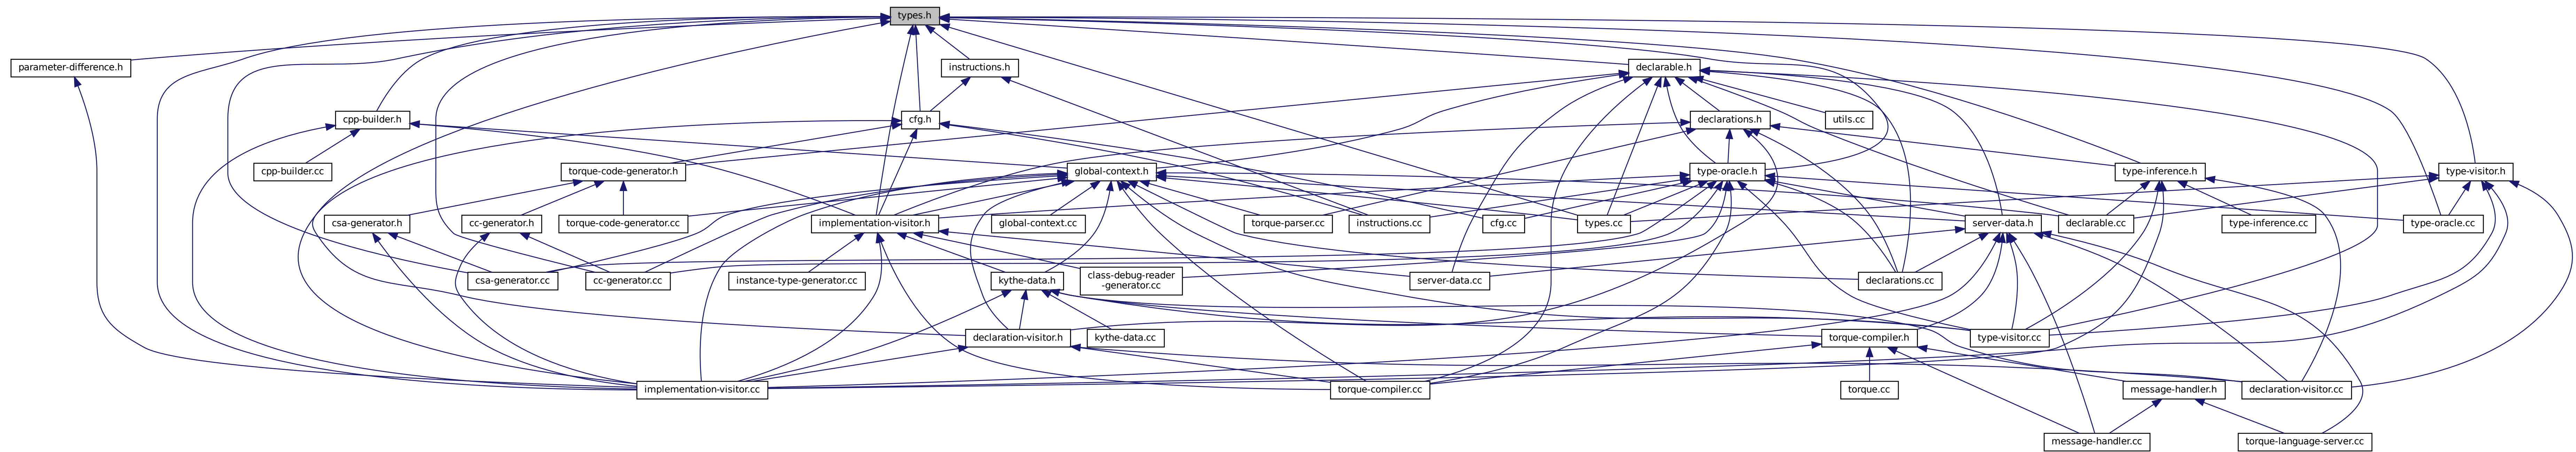 types.h
parameter-difference.h
instructions.h
declarable.h
cpp-builder.h
cfg.h
declarations.h
utils.cc
cpp-builder.cc
torque-code-generator.h
global-context.h
type-oracle.h
type-inference.h
type-visitor.h
csa-generator.h
cc-generator.h
torque-code-generator.cc
implementation-visitor.h
global-context.cc
torque-parser.cc
instructions.cc
cfg.cc
types.cc
server-data.h
declarable.cc
type-inference.cc
type-oracle.cc
csa-generator.cc
cc-generator.cc
instance-type-generator.cc
kythe-data.h
class-debug-reader
-generator.cc
server-data.cc
declarations.cc
declaration-visitor.h
kythe-data.cc
torque-compiler.h
type-visitor.cc
implementation-visitor.cc
torque-compiler.cc
torque.cc
message-handler.h
declaration-visitor.cc
message-handler.cc
torque-language-server.cc